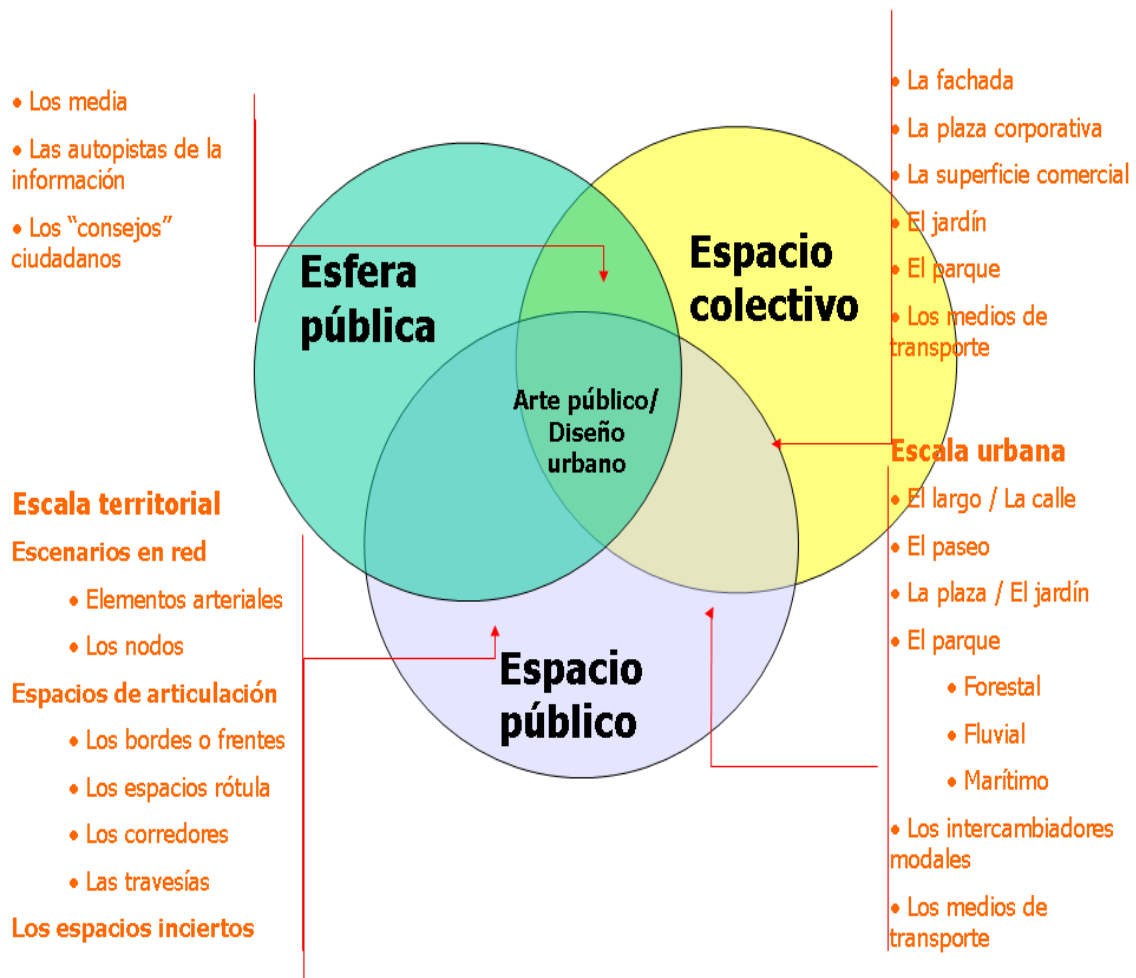 • Los media
• Las autopistas de la
información
• Los “consejos”
ciudadanos
Esfera
pública
Espacio
colectivo
• La fachada
• La plaza corporativa
• La superficie comercial
• El jardín
• El parque
• Los medios de
transporte
Arte público/
Diseño
urbano
Escala territorial
Escenarios en red
• Elementos arteriales
• Los nodos
Espacios de articulación
• Los bordes o frentes
• Los espacios rótula
• Los corredores
• Las travesías
Los espacios inciertos
Espacio
público
Escala urbana
• El largo / La calle
• El paseo
• La plaza / El jardín
• El parque
• Forestal
• Fluvial
• Marítimo
• Los intercambiadores
modales
• Los medios de
transporte